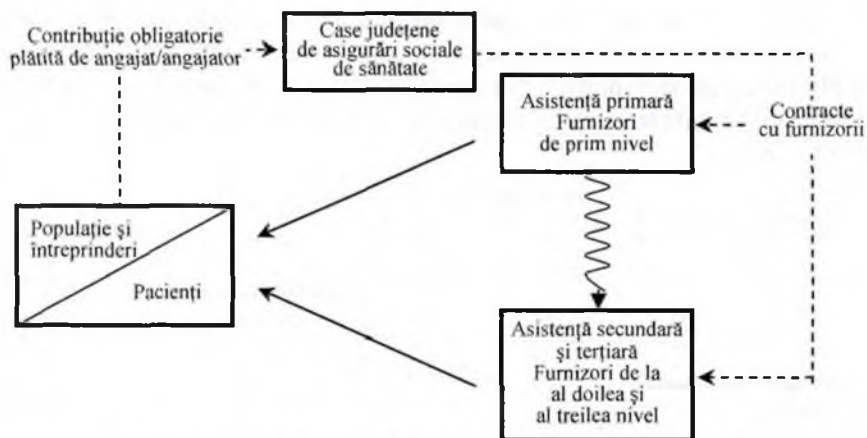 Contribuție obligatorie
plătită de angajat/angajator
Case județene
de asigurări sociale
de sănătate
Asistență primară
Furnizori
de prim nivel
Contracte
cu furnizorii
Populație și
întreprinderi
Pacienți
Asistență secundară
și terțiară
Furnizori de la
al doilea și
al treilea nivel